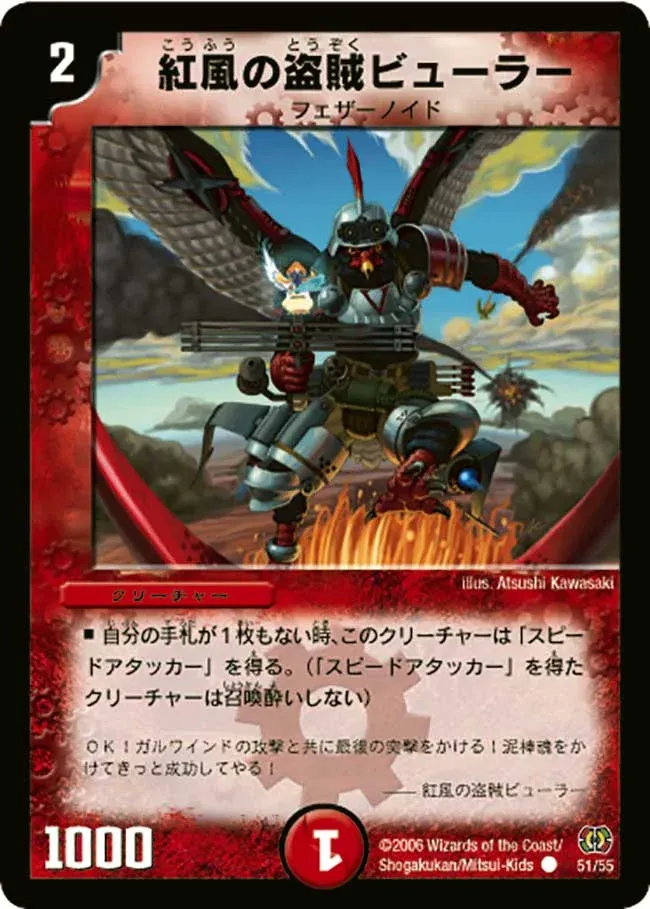 2
こうふう とうぞく
紅風の盗賊ビューラー
フェザーノイド
illus. Atsushi Kawasaki
クリーチャー
■ 自分の手札が1枚もない時、このクリーチャーは「スピー
ドアタッカー」を得る。(「スピードアタッカー」を得た
クリーチャーは召喚酔いしない)
OK!ガルワインドの攻撃と共に最後の突撃をかける!泥棒魂をか
けてきっと成功してやる!
—— 紅風の盗賊ビューラー
1000
1
©2006 Wizards of the Coast/
Shogakukan/Mitsui-Kids
51/55